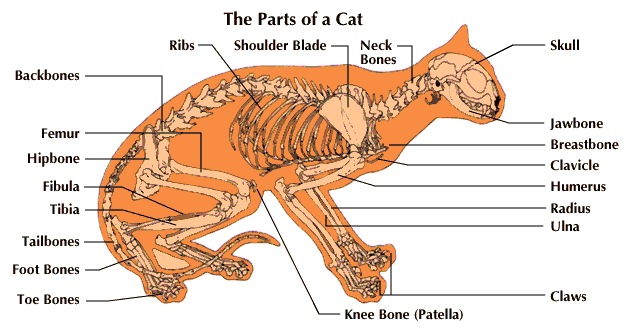 The Parts of a Cat
Ribs
Shoulder Blade
Neck
Bones
Skull
Backbones
Femur
Hipbone
Fibula
Tibia
Tailbones
Foot Bones
Toe Bones
Jawbone
Breastbone
Clavicle
Humerus
Radius
Ulna
Claws
Knee Bone (Patella)